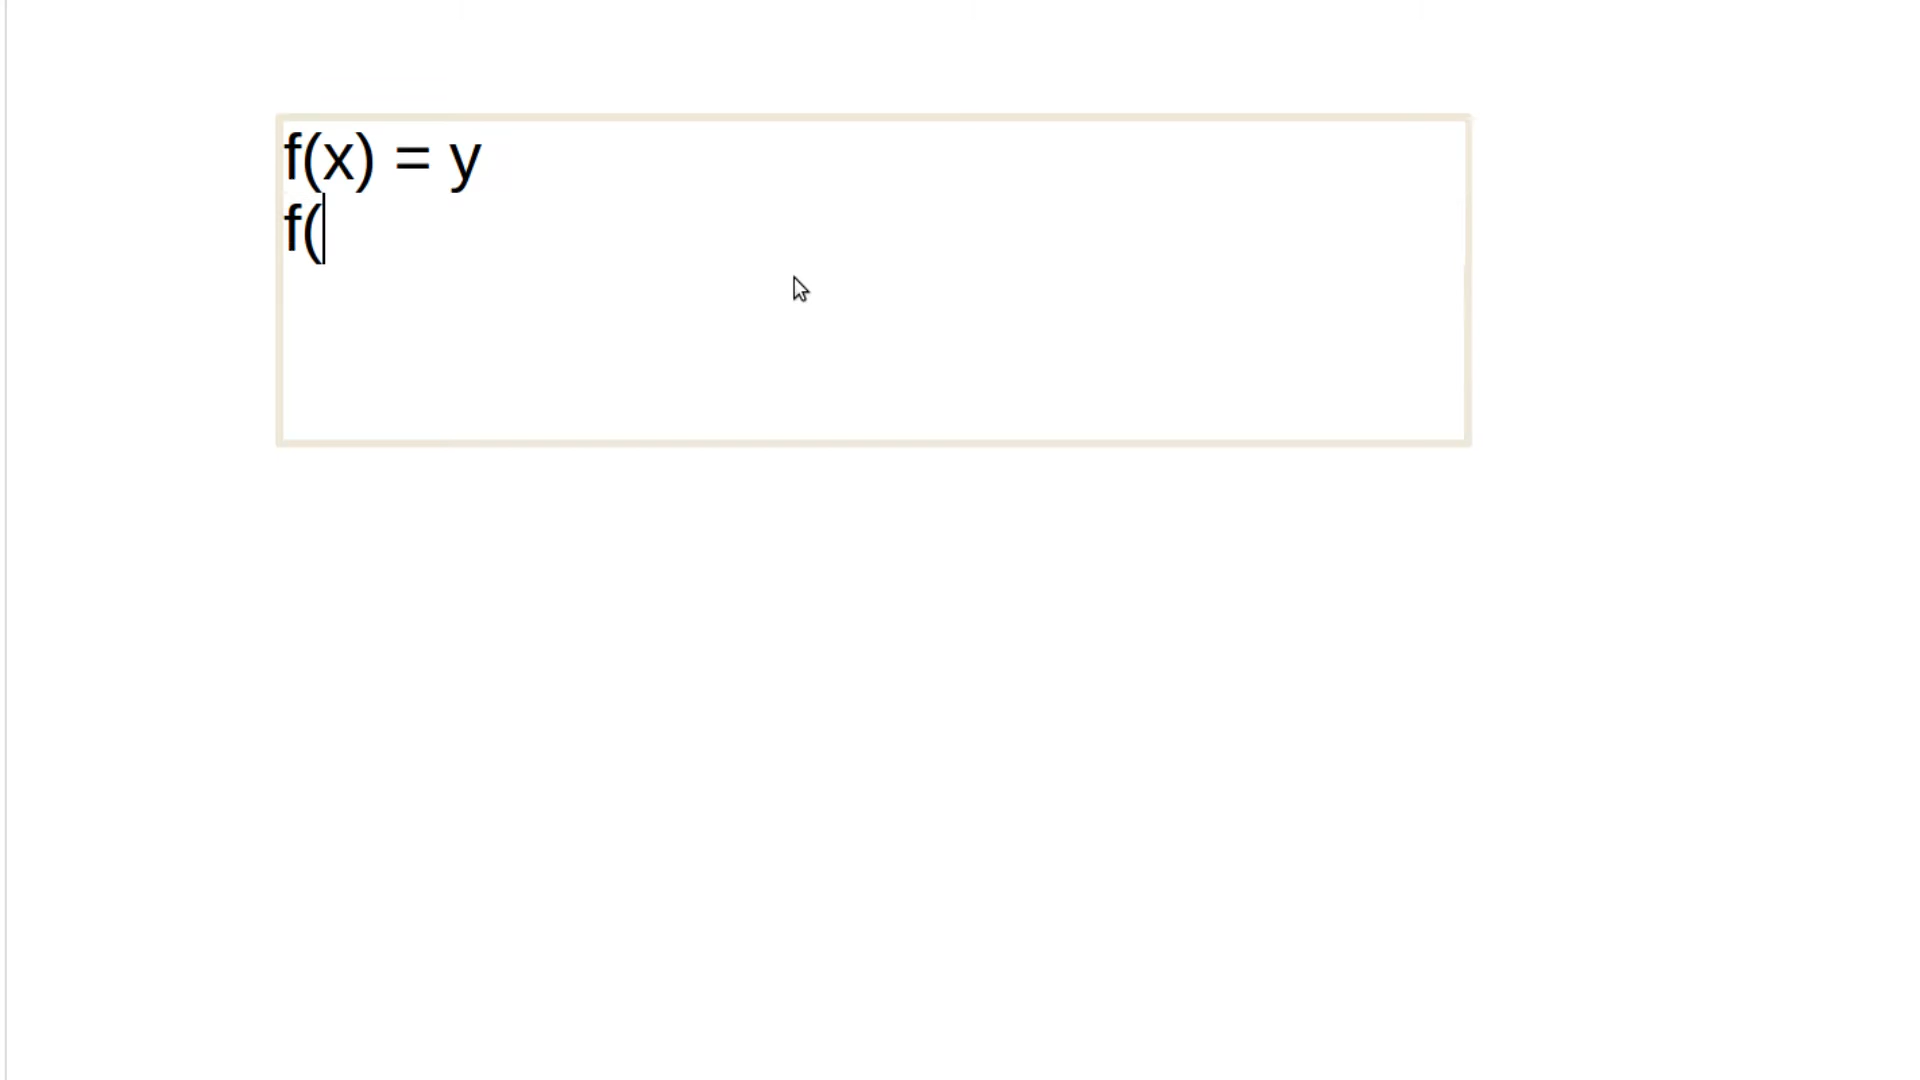 f(x) = y
f(